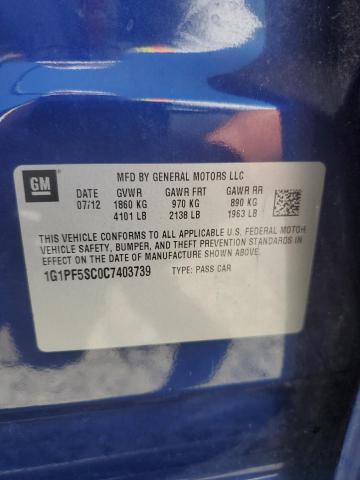 GM
MFD BY GENERAL MOTORS LLC
DATE GVWR GAWR FRT GAWR RR
07/12 1860 KG 970 KG 890 KG
4101 LB 2138 LB 1963 LB
THIS VEHICLE CONFORMS TO ALL APPLICABLE U.S. FEDERAL MOTOR
VEHICLE SAFETY, BUMPER, AND THEFT PREVENTION STANDARDS IN
EFFECT ON THE DATE OF MANUFACTURE SHOWN ABOVE.
1G1PF5SC0C7403739 TYPE: PASS CAR